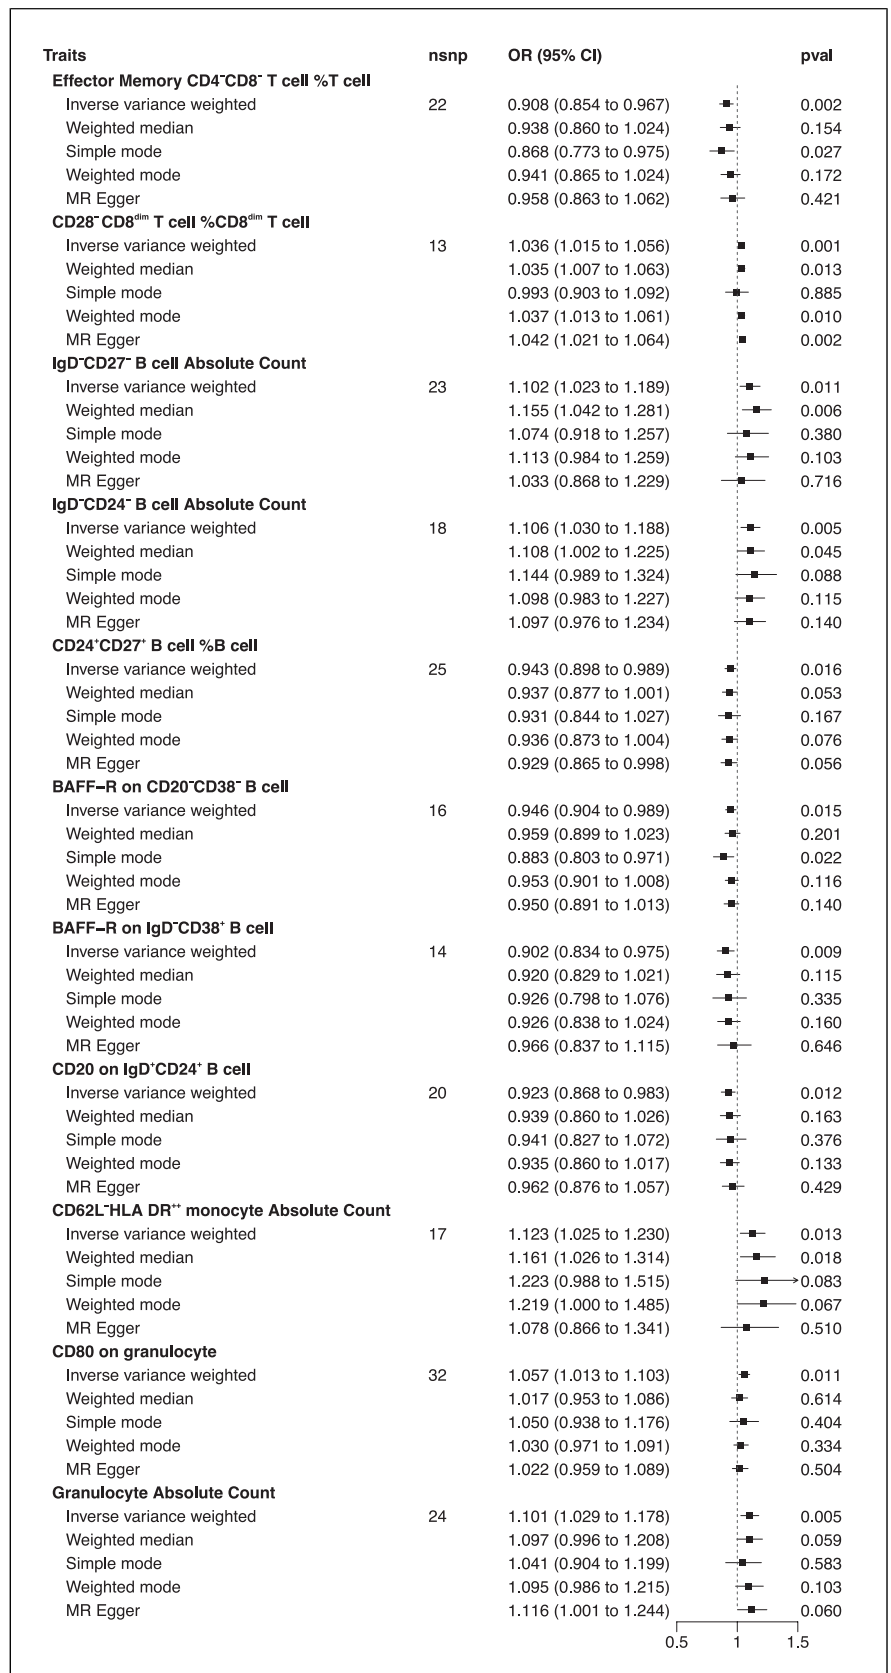 Traits nsnp OR (95% CI) pval
Effector Memory CD4⁻CD8⁻ T cell %T cell
Inverse variance weighted 22 0.908 (0.854 to 0.967) 0.002
Weighted median 0.938 (0.860 to 1.024) 0.154
Simple mode 0.868 (0.773 to 0.975) 0.027
Weighted mode 0.941 (0.865 to 1.024) 0.172
MR Egger 0.958 (0.863 to 1.062) 0.421
CD28⁻CD8ᵈⁱᵐ T cell %CD8ᵈⁱᵐ T cell
Inverse variance weighted 13 1.036 (1.015 to 1.056) 0.001
Weighted median 1.035 (1.007 to 1.063) 0.013
Simple mode 0.993 (0.903 to 1.092) 0.885
Weighted mode 1.037 (1.013 to 1.061) 0.010
MR Egger 1.042 (1.021 to 1.064) 0.002
IgD⁻CD27⁻ B cell Absolute Count
Inverse variance weighted 23 1.102 (1.023 to 1.189) 0.011
Weighted median 1.155 (1.042 to 1.281) 0.006
Simple mode 1.074 (0.918 to 1.257) 0.380
Weighted mode 1.113 (0.984 to 1.259) 0.103
MR Egger 1.033 (0.868 to 1.229) 0.716
IgD⁻CD24⁻ B cell Absolute Count
Inverse variance weighted 18 1.106 (1.030 to 1.188) 0.005
Weighted median 1.108 (1.002 to 1.225) 0.045
Simple mode 1.144 (0.989 to 1.324) 0.088
Weighted mode 1.098 (0.983 to 1.227) 0.115
MR Egger 1.097 (0.976 to 1.234) 0.140
CD24⁺CD27⁺ B cell %B cell
Inverse variance weighted 25 0.943 (0.898 to 0.989) 0.016
Weighted median 0.937 (0.877 to 1.001) 0.053
Simple mode 0.931 (0.844 to 1.027) 0.167
Weighted mode 0.936 (0.873 to 1.004) 0.076
MR Egger 0.929 (0.865 to 0.998) 0.056
BAFF–R on CD20⁻CD38⁻ B cell
Inverse variance weighted 16 0.946 (0.904 to 0.989) 0.015
Weighted median 0.959 (0.899 to 1.023) 0.201
Simple mode 0.883 (0.803 to 0.971) 0.022
Weighted mode 0.953 (0.901 to 1.008) 0.116
MR Egger 0.950 (0.891 to 1.013) 0.140
BAFF–R on IgD⁻CD38⁺ B cell
Inverse variance weighted 14 0.902 (0.834 to 0.975) 0.009
Weighted median 0.920 (0.829 to 1.021) 0.115
Simple mode 0.926 (0.798 to 1.076) 0.335
Weighted mode 0.926 (0.838 to 1.024) 0.160
MR Egger 0.966 (0.837 to 1.115) 0.646
CD20 on IgD⁺CD24⁺ B cell
Inverse variance weighted 20 0.923 (0.868 to 0.983) 0.012
Weighted median 0.939 (0.860 to 1.026) 0.163
Simple mode 0.941 (0.827 to 1.072) 0.376
Weighted mode 0.935 (0.860 to 1.017) 0.133
MR Egger 0.962 (0.876 to 1.057) 0.429
CD62L⁻HLA DR⁺⁺ monocyte Absolute Count
Inverse variance weighted 17 1.123 (1.025 to 1.230) 0.013
Weighted median 1.161 (1.026 to 1.314) 0.018
Simple mode 1.223 (0.988 to 1.515) 0.083
Weighted mode 1.219 (1.000 to 1.485) 0.067
MR Egger 1.078 (0.866 to 1.341) 0.510
CD80 on granulocyte
Inverse variance weighted 32 1.057 (1.013 to 1.103) 0.011
Weighted median 1.017 (0.953 to 1.086) 0.614
Simple mode 1.050 (0.938 to 1.176) 0.404
Weighted mode 1.030 (0.971 to 1.091) 0.334
MR Egger 1.022 (0.959 to 1.089) 0.504
Granulocyte Absolute Count
Inverse variance weighted 24 1.101 (1.029 to 1.178) 0.005
Weighted median 1.097 (0.996 to 1.208) 0.059
Simple mode 1.041 (0.904 to 1.199) 0.583
Weighted mode 1.095 (0.986 to 1.215) 0.103
MR Egger 1.116 (1.001 to 1.244) 0.060
0.5 1 1.5